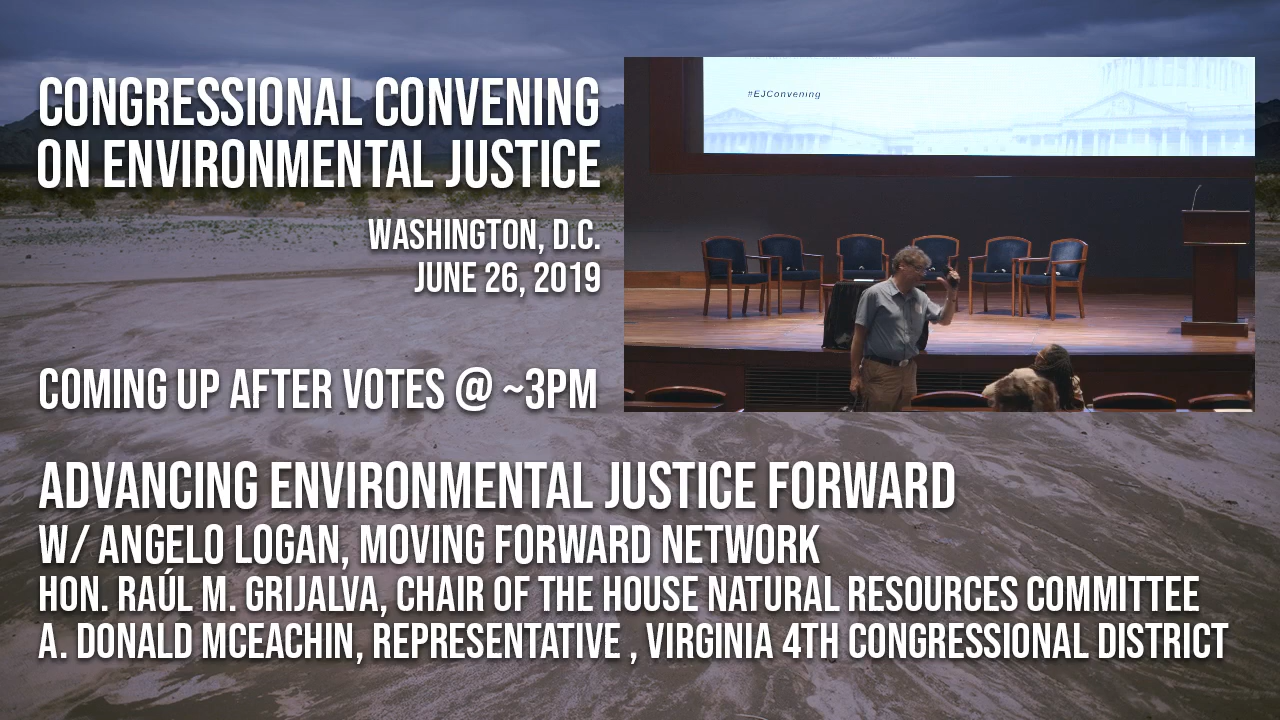 CONGRESSIONAL CONVENING
ON ENVIRONMENTAL JUSTICE
WASHINGTON, D.C.
JUNE 26, 2019
#EJConvening
COMING UP AFTER VOTES @ ~3PM
ADVANCING ENVIRONMENTAL JUSTICE FORWARD
W/ ANGELO LOGAN, MOVING FORWARD NETWORK
HON. RAÚL M. GRIJALVA, CHAIR OF THE HOUSE NATURAL RESOURCES COMMITTEE
A. DONALD MCEACHIN, REPRESENTATIVE , VIRGINIA 4TH CONGRESSIONAL DISTRICT